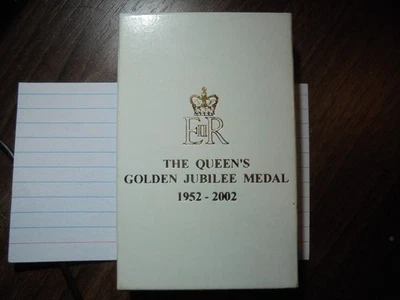 EIIR
THE QUEEN'S
GOLDEN JUBILEE MEDAL
1952 - 2002